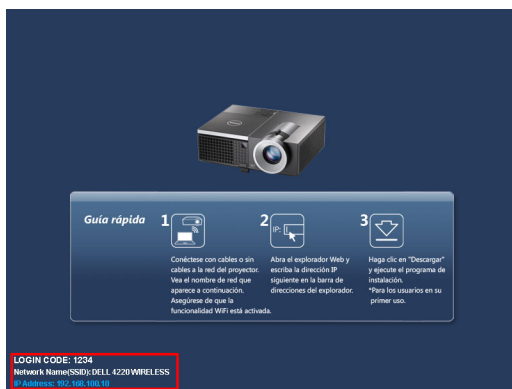 Guía rápida
1
2
3
IP:
Conéctese con cables o sin
cables a la red del proyector.
Vea el nombre de red que
aparece a continuación.
Asegúrese de que la
funcionalidad WiFi está activada.
Abra el explorador Web y
escriba la dirección IP
siguiente en la barra de
direcciones del explorador.
Haga clic en "Descargar"
y ejecute el programa de
instalación.
*Para los usuarios en su
primer uso.
LOGIN CODE: 1234
Network Name(SSID): DELL 4220 WIRELESS
IP Address: 192.168.100.10